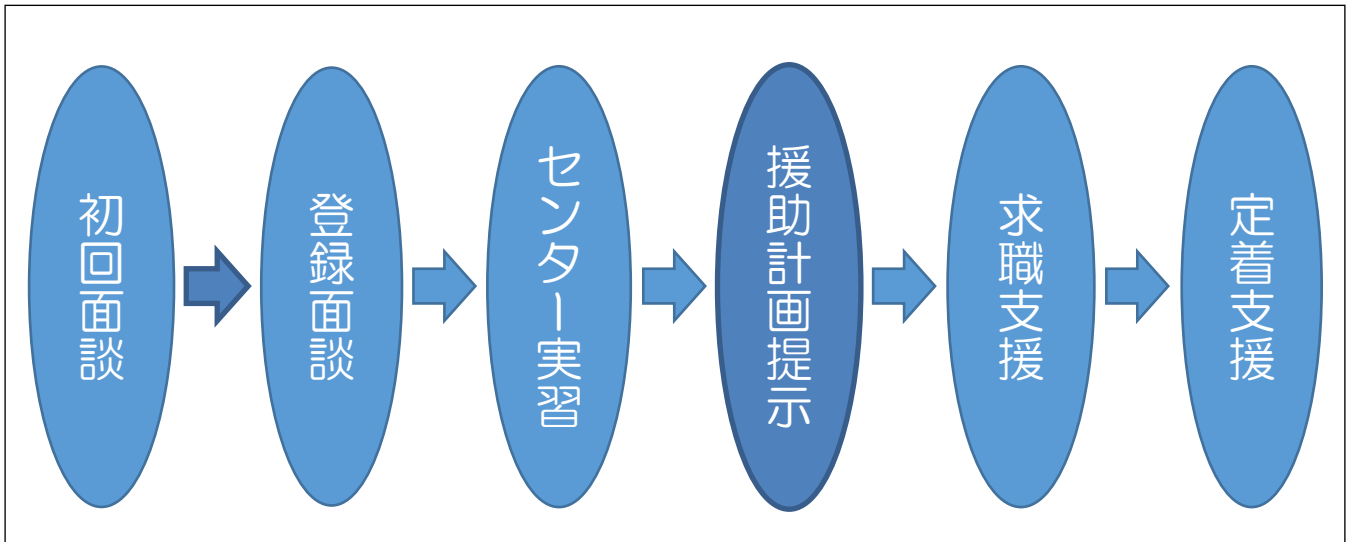 初回面談
登録面談
センター実習
援助計画提示
求職支援
定着支援